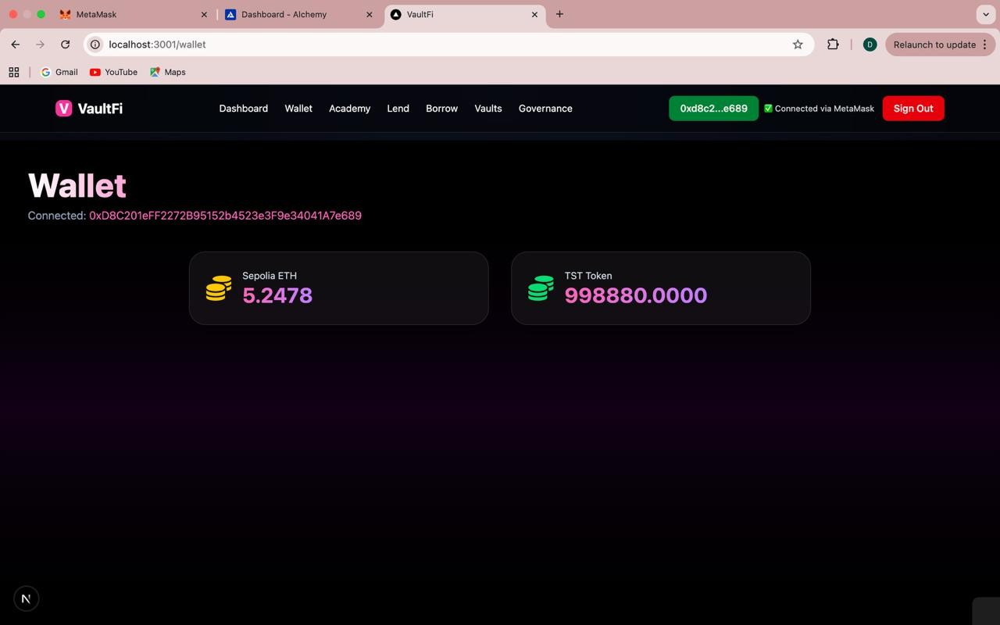 MetaMask
Dashboard - Alchemy
VaultFi
localhost:3001/wallet
D
Relaunch to update
Gmail
YouTube
Maps
V VaultFi
Dashboard Wallet Academy Lend Borrow Vaults Governance
0xd8c2...e689
✅ Connected via MetaMask
Sign Out
Wallet
Connected: 0xD8C201eFF2272B95152b4523e3F9e34041A7e689
Sepolia ETH
5.2478
TST Token
998880.0000
N